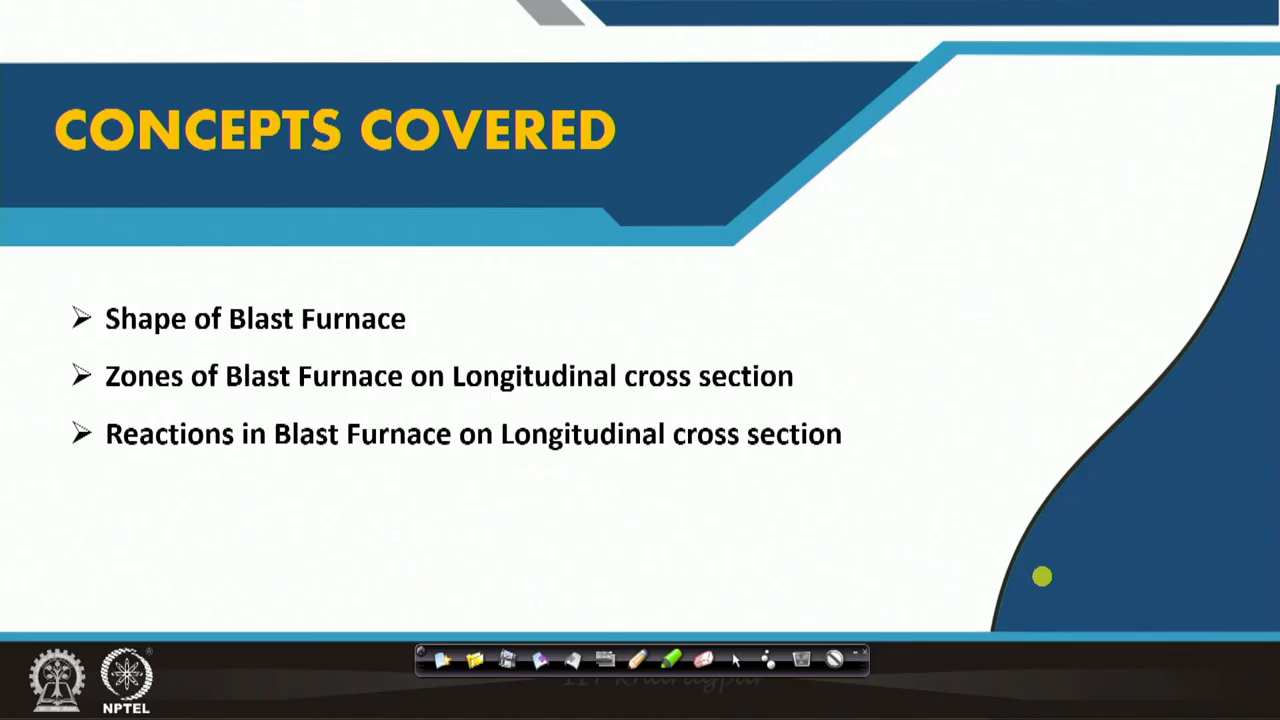 CONCEPTS COVERED
Shape of Blast Furnace
Zones of Blast Furnace on Longitudinal cross section
Reactions in Blast Furnace on Longitudinal cross section
NPTEL